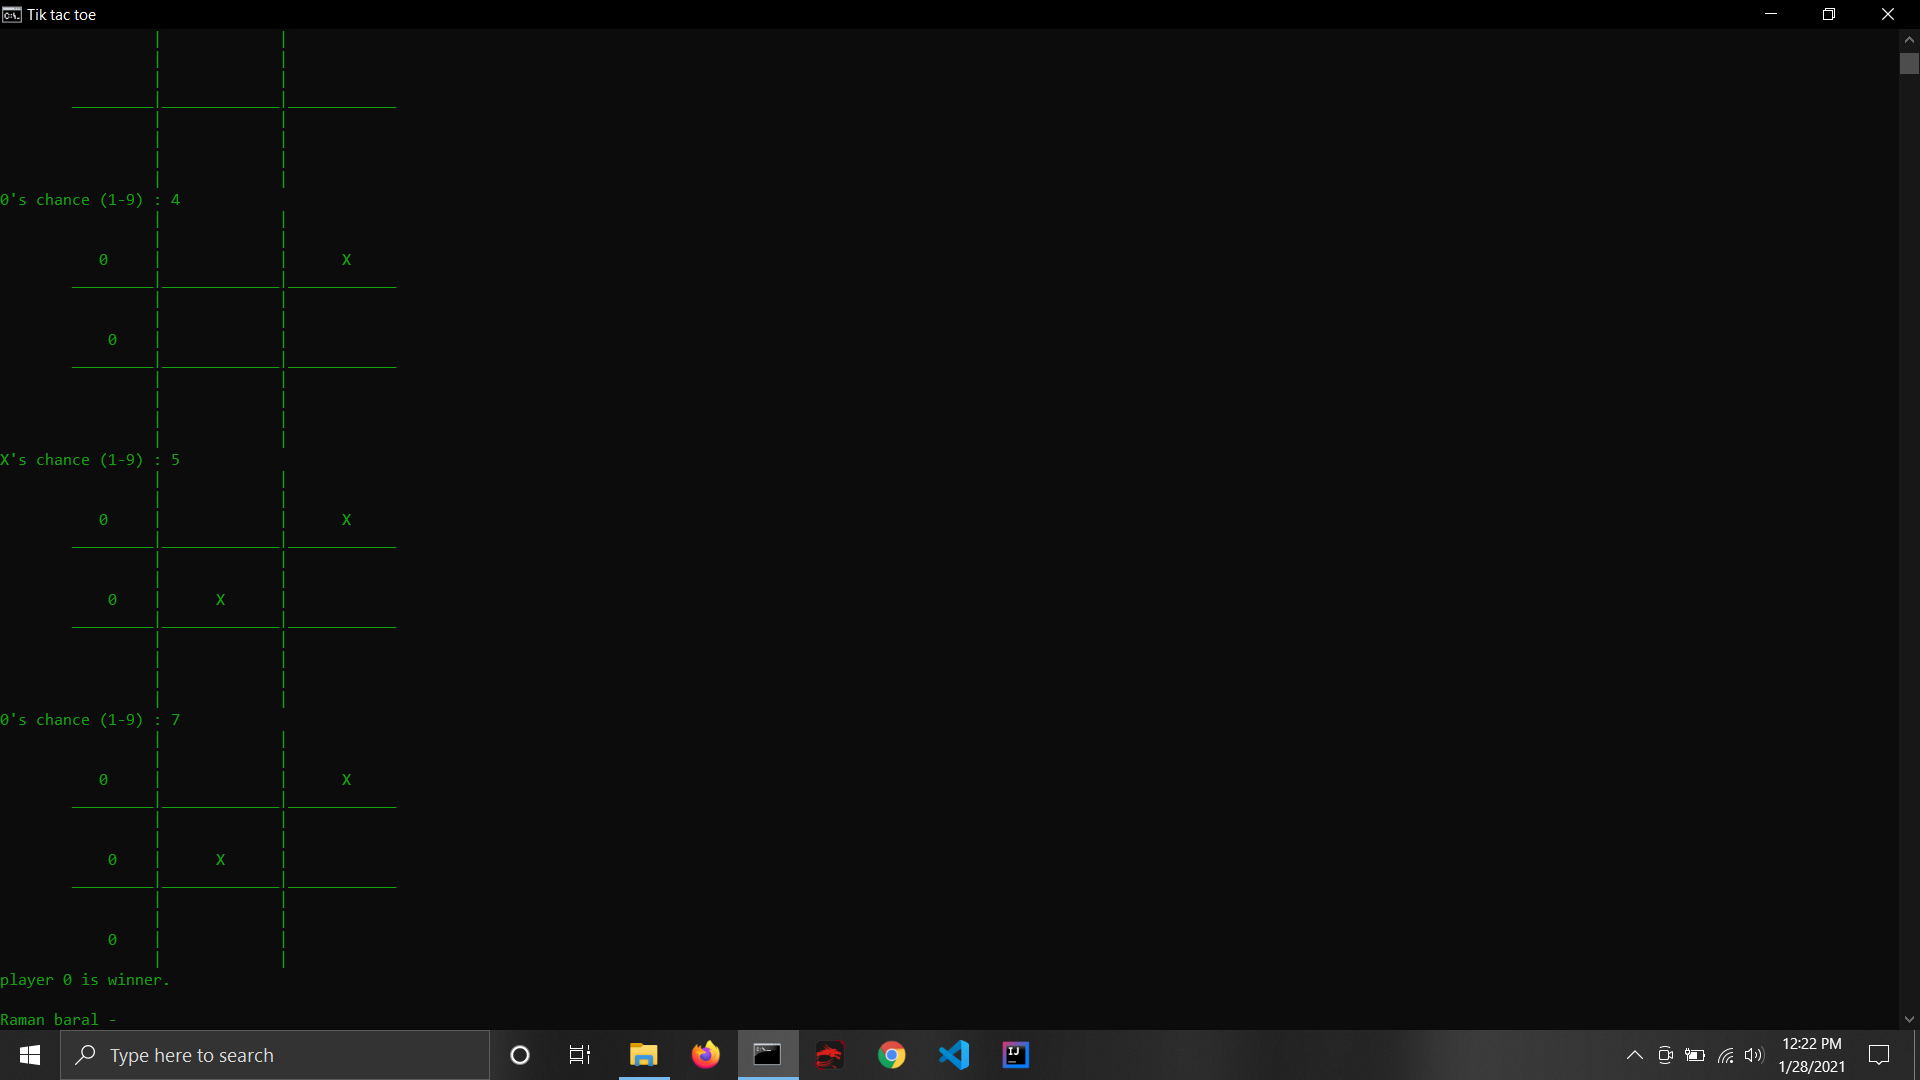 Tik tac toe
0's chance (1-9) : 4
0 X
0
X's chance (1-9) : 5
0 X
0 X
0's chance (1-9) : 7
0 X
0 X
0
player 0 is winner.
Raman baral -
Type here to search
12:22 PM
1/28/2021